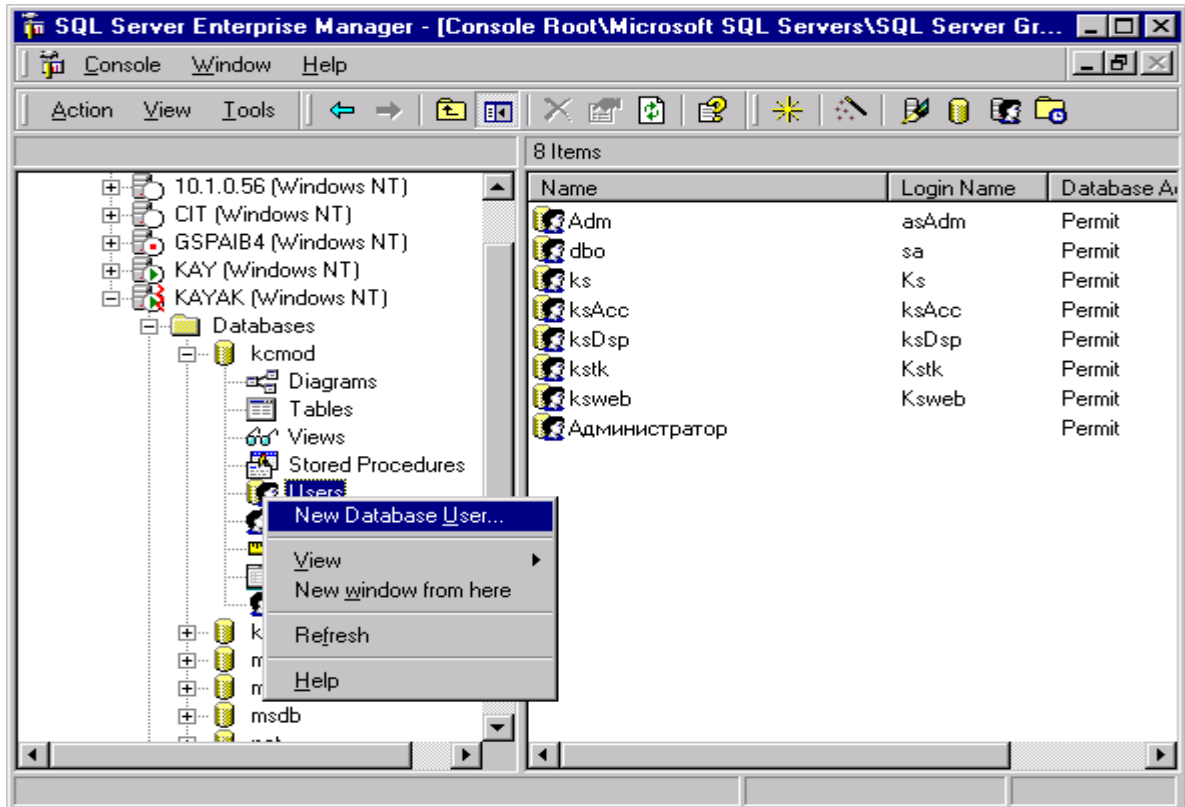 SQL Server Enterprise Manager - [Console Root\Microsoft SQL Servers\SQL Server Gr...
Console Window Help
Action View Tools
8 Items
10.1.0.56 (Windows NT)
CIT (Windows NT)
GSPAIB4 (Windows NT)
KAY (Windows NT)
KAYAK (Windows NT)
Databases
kcmod
Diagrams
Tables
Views
Stored Procedures
Users
New Database User...
View
New window from here
Refresh
Help
msdb
Name Login Name Database
Adm asAdm Permit
dbo sa Permit
ks Ks Permit
ksAcc ksAcc Permit
ksDsp ksDsp Permit
kstk Kstk Permit
ksweb Ksweb Permit
Администратор Permit